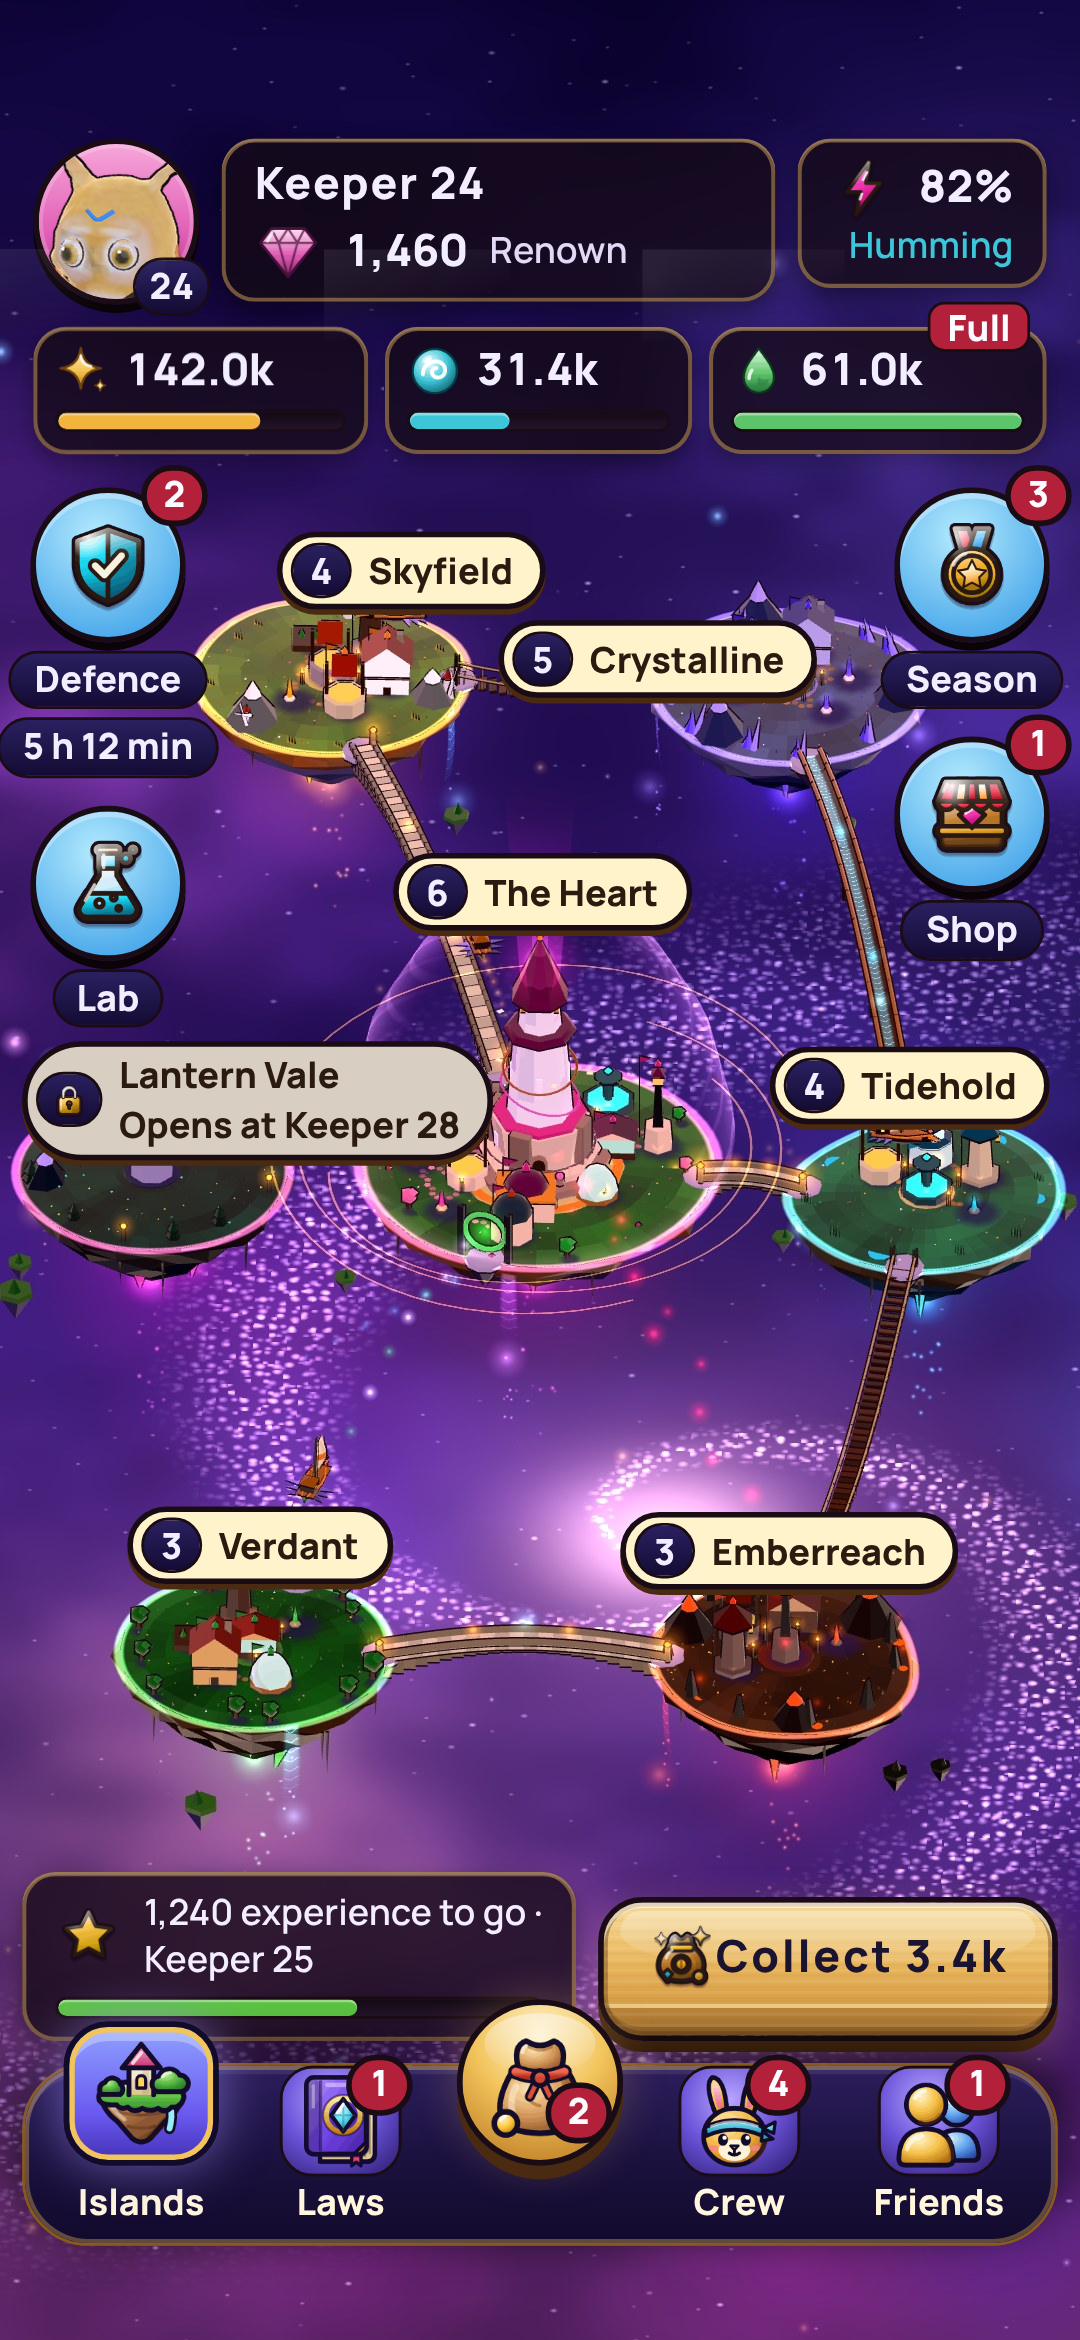 Keeper 24
1,460 Renown
24
82%
Humming
142.0k
31.4k
61.0k
Full
2
Defence
5 h 12 min
3
Season
4 Skyfield
5 Crystalline
1
Shop
Lab
6 The Heart
Lantern Vale
Opens at Keeper 28
4 Tidehold
3 Verdant
3 Emberreach
1,240 experience to go ·
Keeper 25
Collect 3.4k
Islands
1
Laws
2
4
Crew
1
Friends